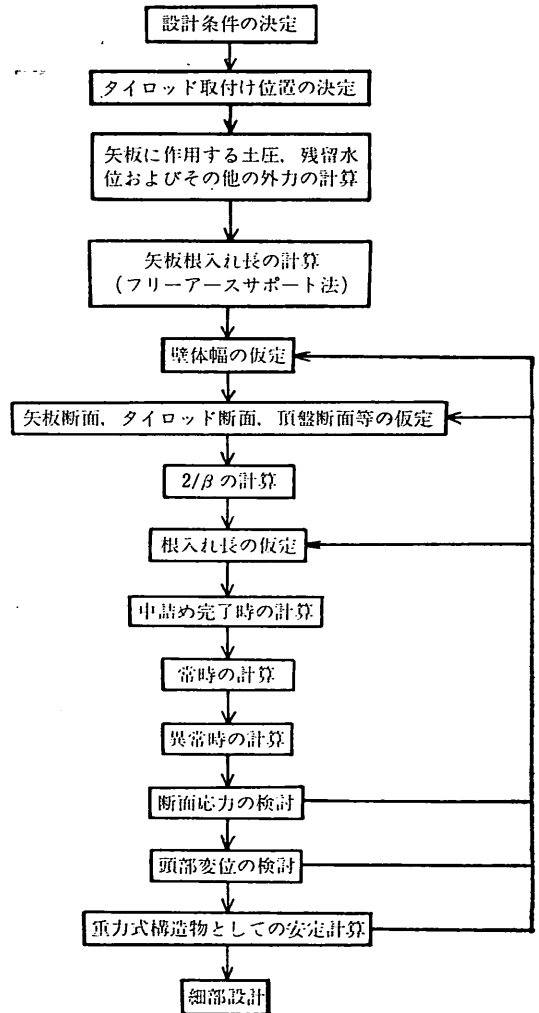 設計条件の決定
タイロッド取付け位置の決定
矢板に作用する土圧,残留水
位およびその他の外力の計算
矢板根入れ長の計算
(フリーアースサポート法)
壁体幅の仮定
矢板断面,タイロッド断面,頂盤断面等の仮定
2/βの計算
根入れ長の仮定
中詰め完了時の計算
常時の計算
異常時の計算
断面応力の検討
頭部変位の検討
重力式構造物としての安定計算
細部設計